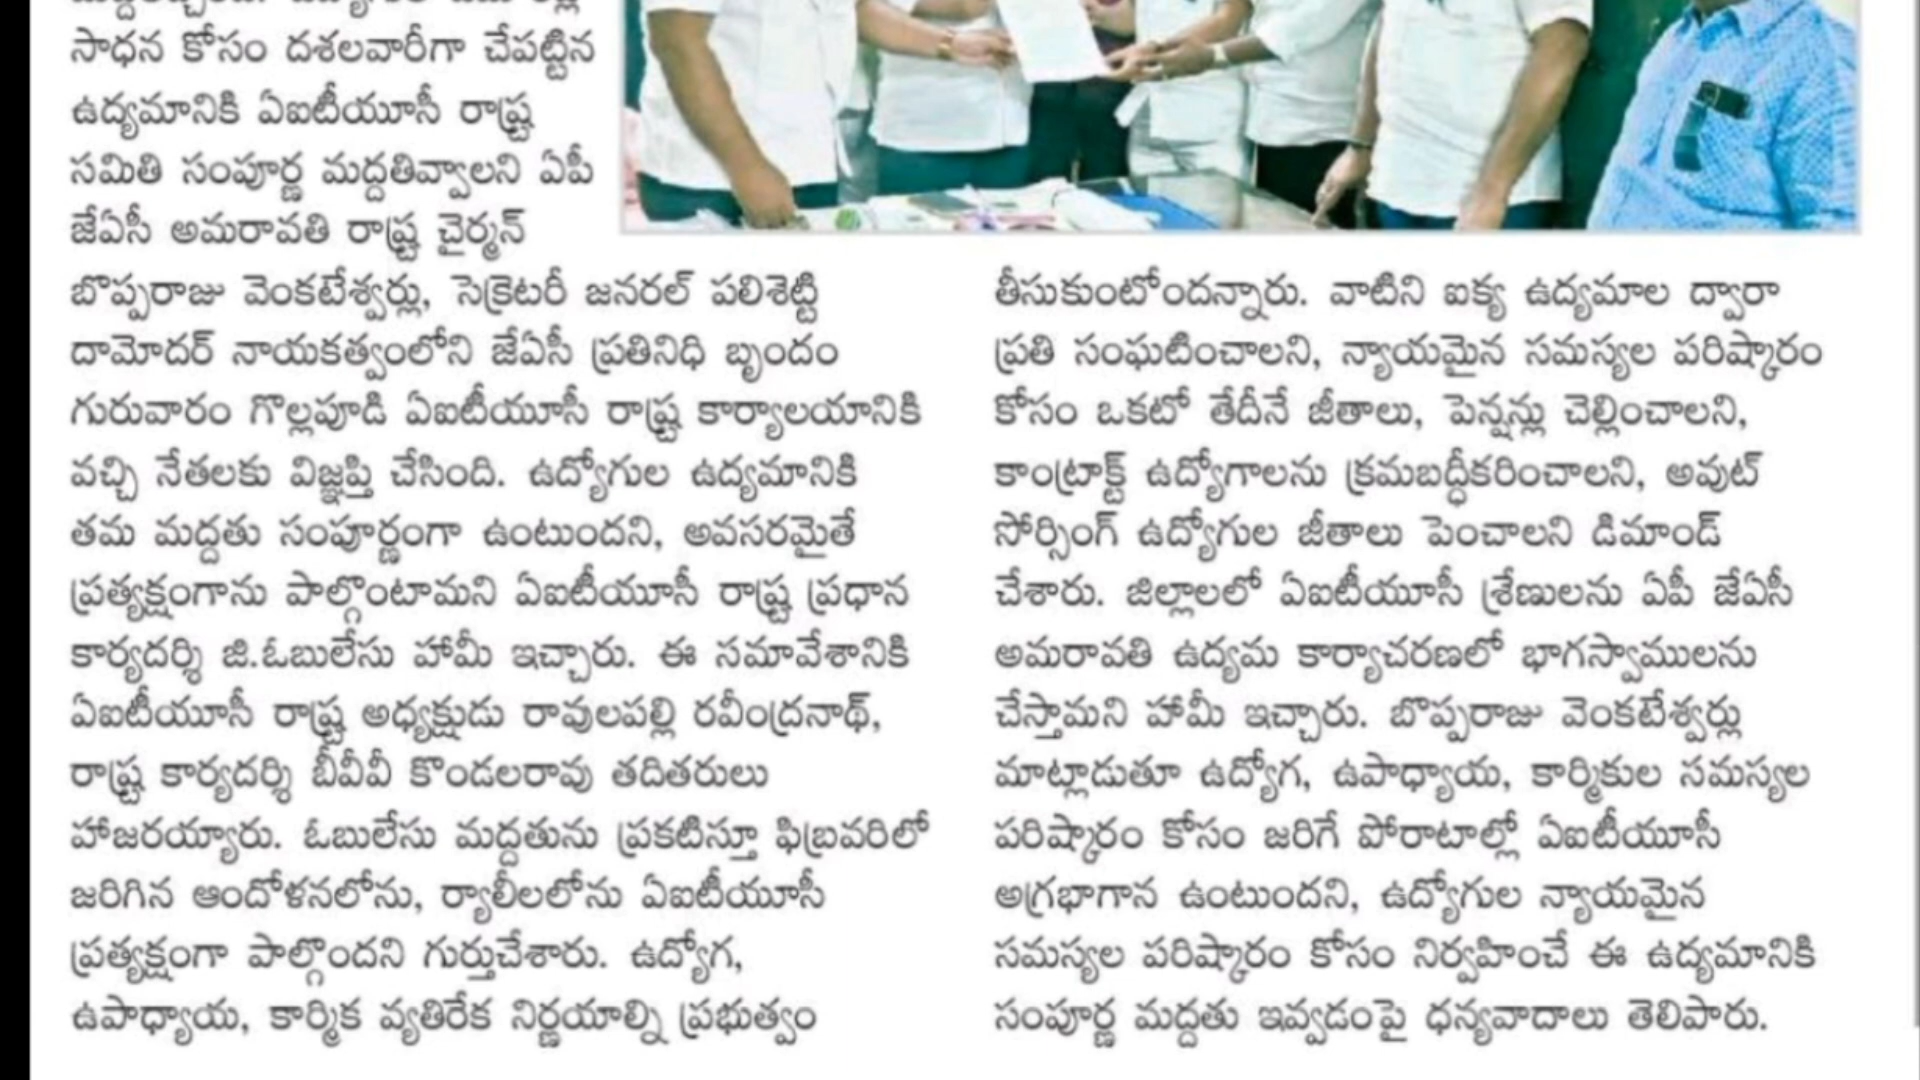 సాధన కోసం దశలవారీగా చేపట్టిన
ఉద్యమానికి ఏఐటీయూసీ రాష్ట్ర
సమితి సంపూర్ణ మద్దతివ్వాలని ఏపీ
జేఏసీ అమరావతి రాష్ట్ర చైర్మన్
బొప్పరాజు వెంకటేశ్వర్లు, సెక్రెటరీ జనరల్ పలిశెట్టి
దామోదర్ నాయకత్వంలోని జేఏసీ ప్రతినిధి బృందం
గురువారం గొల్లపూడి ఏఐటీయూసీ రాష్ట్ర కార్యాలయానికి
వచ్చి నేతలకు విజ్ఞప్తి చేసింది. ఉద్యోగుల ఉద్యమానికి
తమ మద్దతు సంపూర్ణంగా ఉంటుందని, అవసరమైతే
ప్రత్యక్షంగాను పాల్గొంటామని ఏఐటీయూసీ రాష్ట్ర ప్రధాన
కార్యదర్శి జి.ఓబులేసు హామీ ఇచ్చారు. ఈ సమావేశానికి
ఏఐటీయూసీ రాష్ట్ర అధ్యక్షుడు రావులపల్లి రవీంద్రనాథ్,
రాష్ట్ర కార్యదర్శి బీవీవీ కొండలరావు తదితరులు
హాజరయ్యారు. ఓబులేసు మద్దతును ప్రకటిస్తూ ఫిబ్రవరిలో
జరిగిన ఆందోళనలోను, ర్యాలీలలోను ఏఐటీయూసీ
ప్రత్యక్షంగా పాల్గొందని గుర్తుచేశారు. ఉద్యోగ,
ఉపాధ్యాయ, కార్మిక వ్యతిరేక నిర్ణయాల్ని ప్రభుత్వం
తీసుకుంటోందన్నారు. వాటిని ఐక్య ఉద్యమాల ద్వారా
ప్రతి సంఘటించాలని, న్యాయమైన సమస్యల పరిష్కారం
కోసం ఒకటో తేదీనే జీతాలు, పెన్షన్లు చెల్లించాలని,
కాంట్రాక్ట్ ఉద్యోగాలను క్రమబద్ధీకరించాలని, అవుట్
సోర్సింగ్ ఉద్యోగుల జీతాలు పెంచాలని డిమాండ్
చేశారు. జిల్లాలలో ఏఐటీయూసీ శ్రేణులను ఏపీ జేఏసీ
అమరావతి ఉద్యమ కార్యాచరణలో భాగస్వాములను
చేస్తామని హామీ ఇచ్చారు. బొప్పరాజు వెంకటేశ్వర్లు
మాట్లాడుతూ ఉద్యోగ, ఉపాధ్యాయ, కార్మికుల సమస్యల
పరిష్కారం కోసం జరిగే పోరాటాల్లో ఏఐటీయూసీ
అగ్రభాగాన ఉంటుందని, ఉద్యోగుల న్యాయమైన
సమస్యల పరిష్కారం కోసం నిర్వహించే ఈ ఉద్యమానికి
సంపూర్ణ మద్దతు ఇవ్వడంపై ధన్యవాదాలు తెలిపారు.